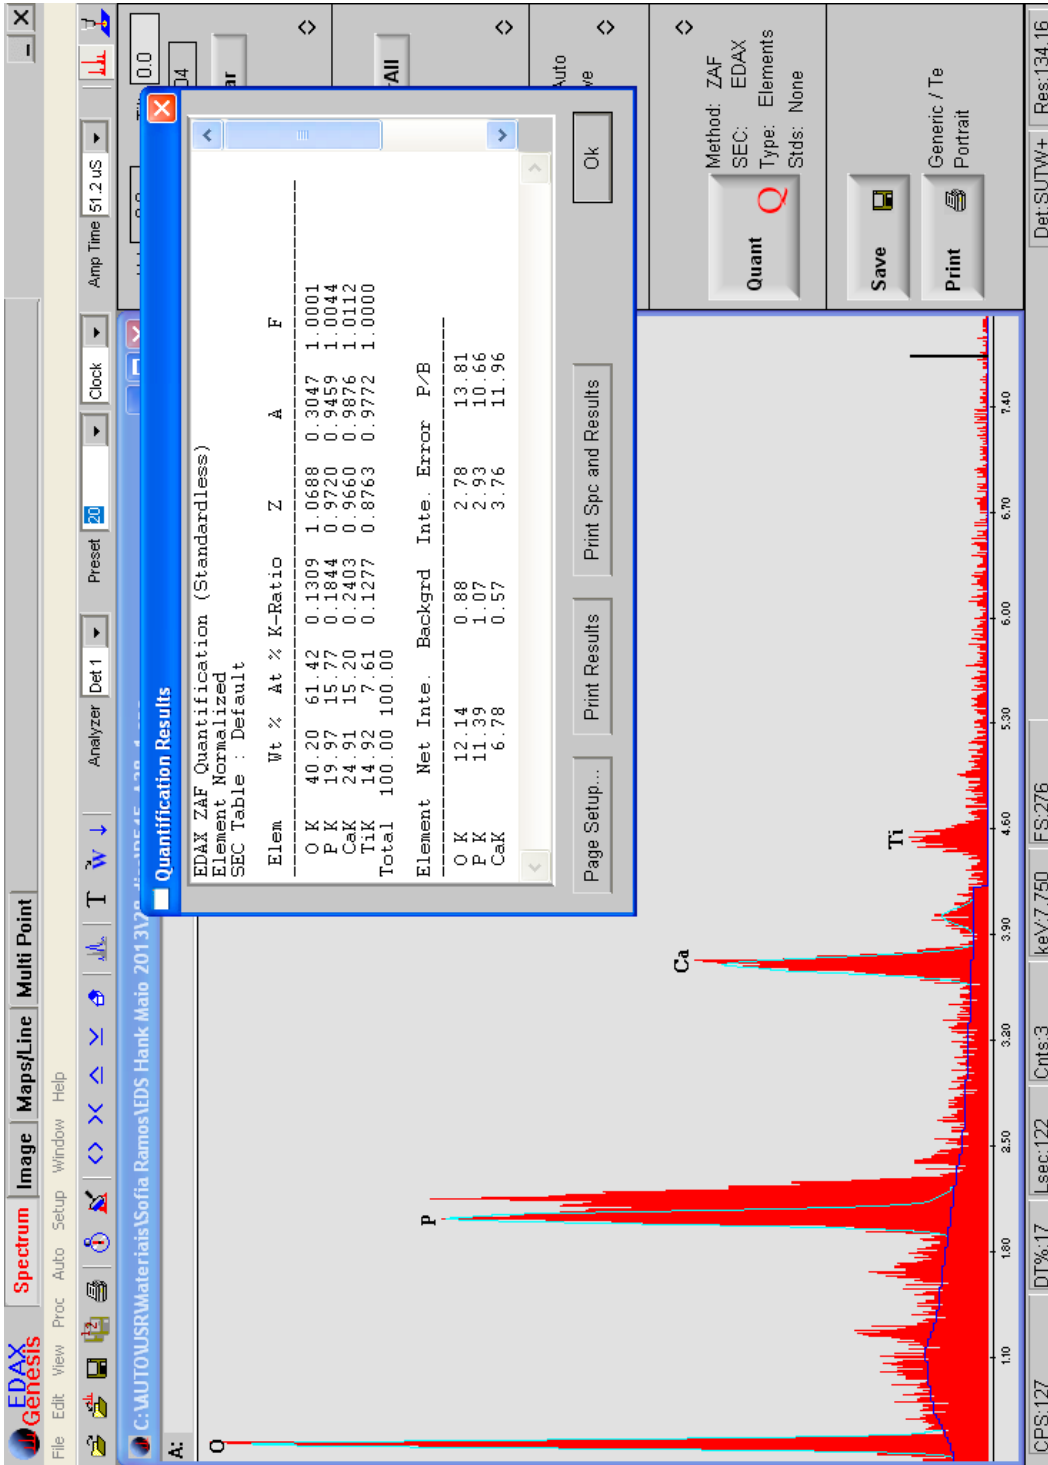 EDAX
Genesis
Spectrum Image Maps/Line Multi Point
File Edit View Proc Auto Setup Window Help
Analyzer Det 1 Preset 20 Clock Amp Time 51.2 uS
T W
C:\AUTO\USR\Materiais\Sofia Ramos\EDS Hank Maio 2013\
A:
0.0
04
ar
All
Auto
ve
Quantification Results
EDAX ZAF Quantification (Standardless)
Element Normalized
SEC Table : Default
Elem Wt % At % K-Ratio Z A F
O K 40.20 61.42 0.1309 1.0688 0.3047 1.0001
P K 19.97 15.77 0.1844 0.9720 0.9459 1.0044
CaK 24.91 15.20 0.2403 0.9660 0.9876 1.0112
TiK 14.92 7.61 0.1277 0.8763 0.9772 1.0000
Total 100.00 100.00
Element Net Inte. Backgrd Inte. Error P/B
O K 12.14 0.88 2.78 13.81
P K 11.39 1.07 2.93 10.66
CaK 6.78 0.57 3.76 11.96
Ok
Page Setup... Print Results Print Spc and Results
Quant Q
Method: ZAF
SEC: EDAX
Type: Elements
Stds: None
Save
Print
Generic / Te
Portrait
O
P
Ca
Ti
1.10 1.80 2.50 3.20 3.90 4.60 5.30 6.00 6.70 7.40
CPS:127 DT%:17 Lsec:122 Cnts:3 keV:7.750 FS:276 Det:SUTW+ Res:134.16